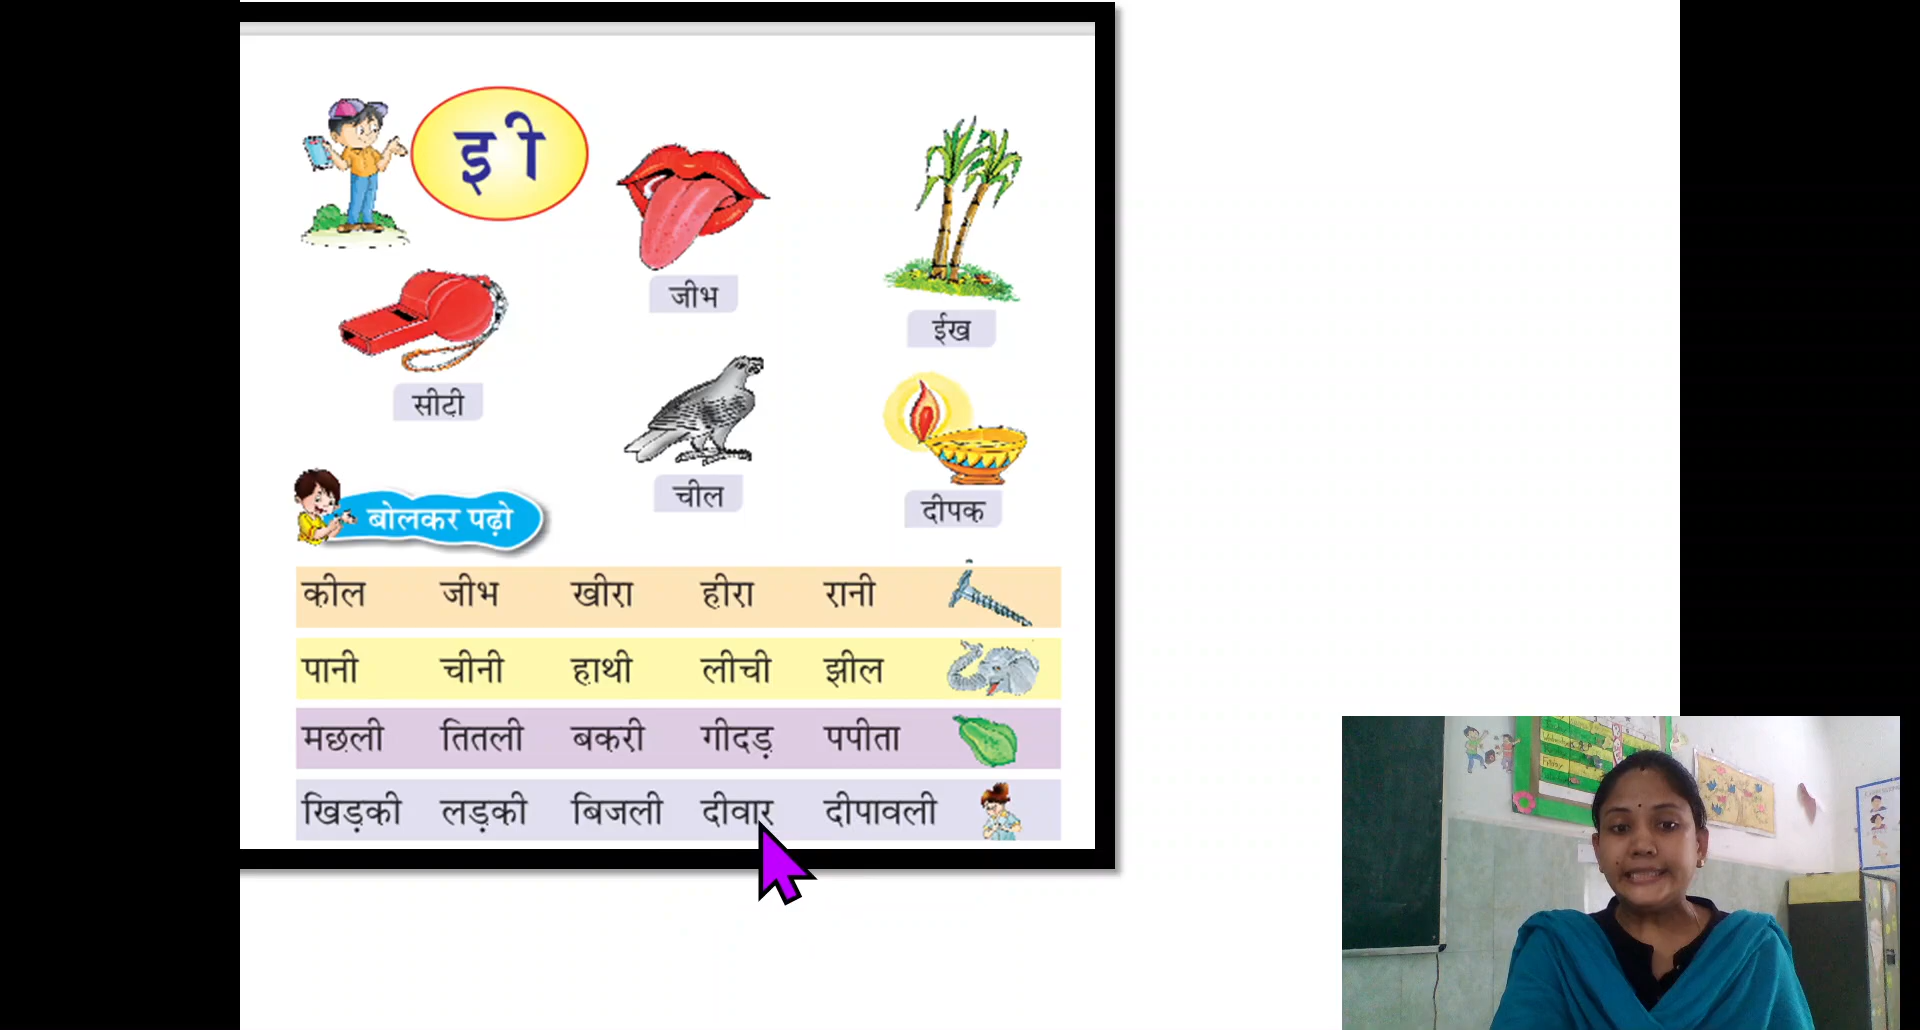 इ ी
जीभ
ईख
सीटी
चील
दीपक
बोलकर पढ़ो
कील जीभ खीरा हीरा रानी
पानी चीनी हाथी लीची झील
मछली तितली बकरी गीदड़ पपीता
खिड़की लड़की बिजली दीवार दीपावली